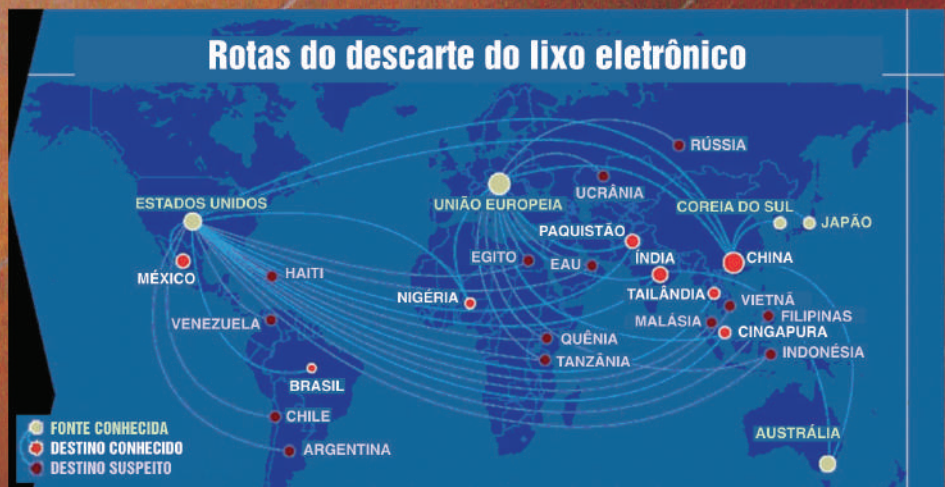 Rotas do descarte do lixo eletrônico
RÚSSIA
ESTADOS UNIDOS
UNIÃO EUROPEIA
UCRÂNIA
COREIA DO SUL
JAPÃO
PAQUISTÃO
MÉXICO
HAITI
EGITO
EAU
ÍNDIA
CHINA
NIGÉRIA
TAILÂNDIA
VIETNÃ
VENEZUELA
MALÁSIA
FILIPINAS
CINGAPURA
QUÊNIA
TANZÂNIA
INDONÉSIA
BRASIL
CHILE
ARGENTINA
AUSTRÁLIA
FONTE CONHECIDA
DESTINO CONHECIDO
DESTINO SUSPEITO